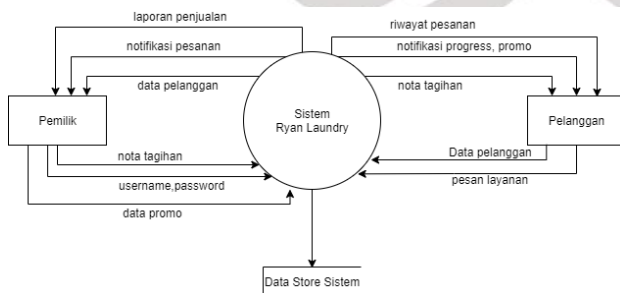 laporan penjualan
riwayat pesanan
notifikasi pesanan
notifikasi progress, promo
data pelanggan
nota tagihan
Pemilik
Sistem
Ryan Laundry
Pelanggan
nota tagihan
Data pelanggan
username,password
pesan layanan
data promo
Data Store Sistem